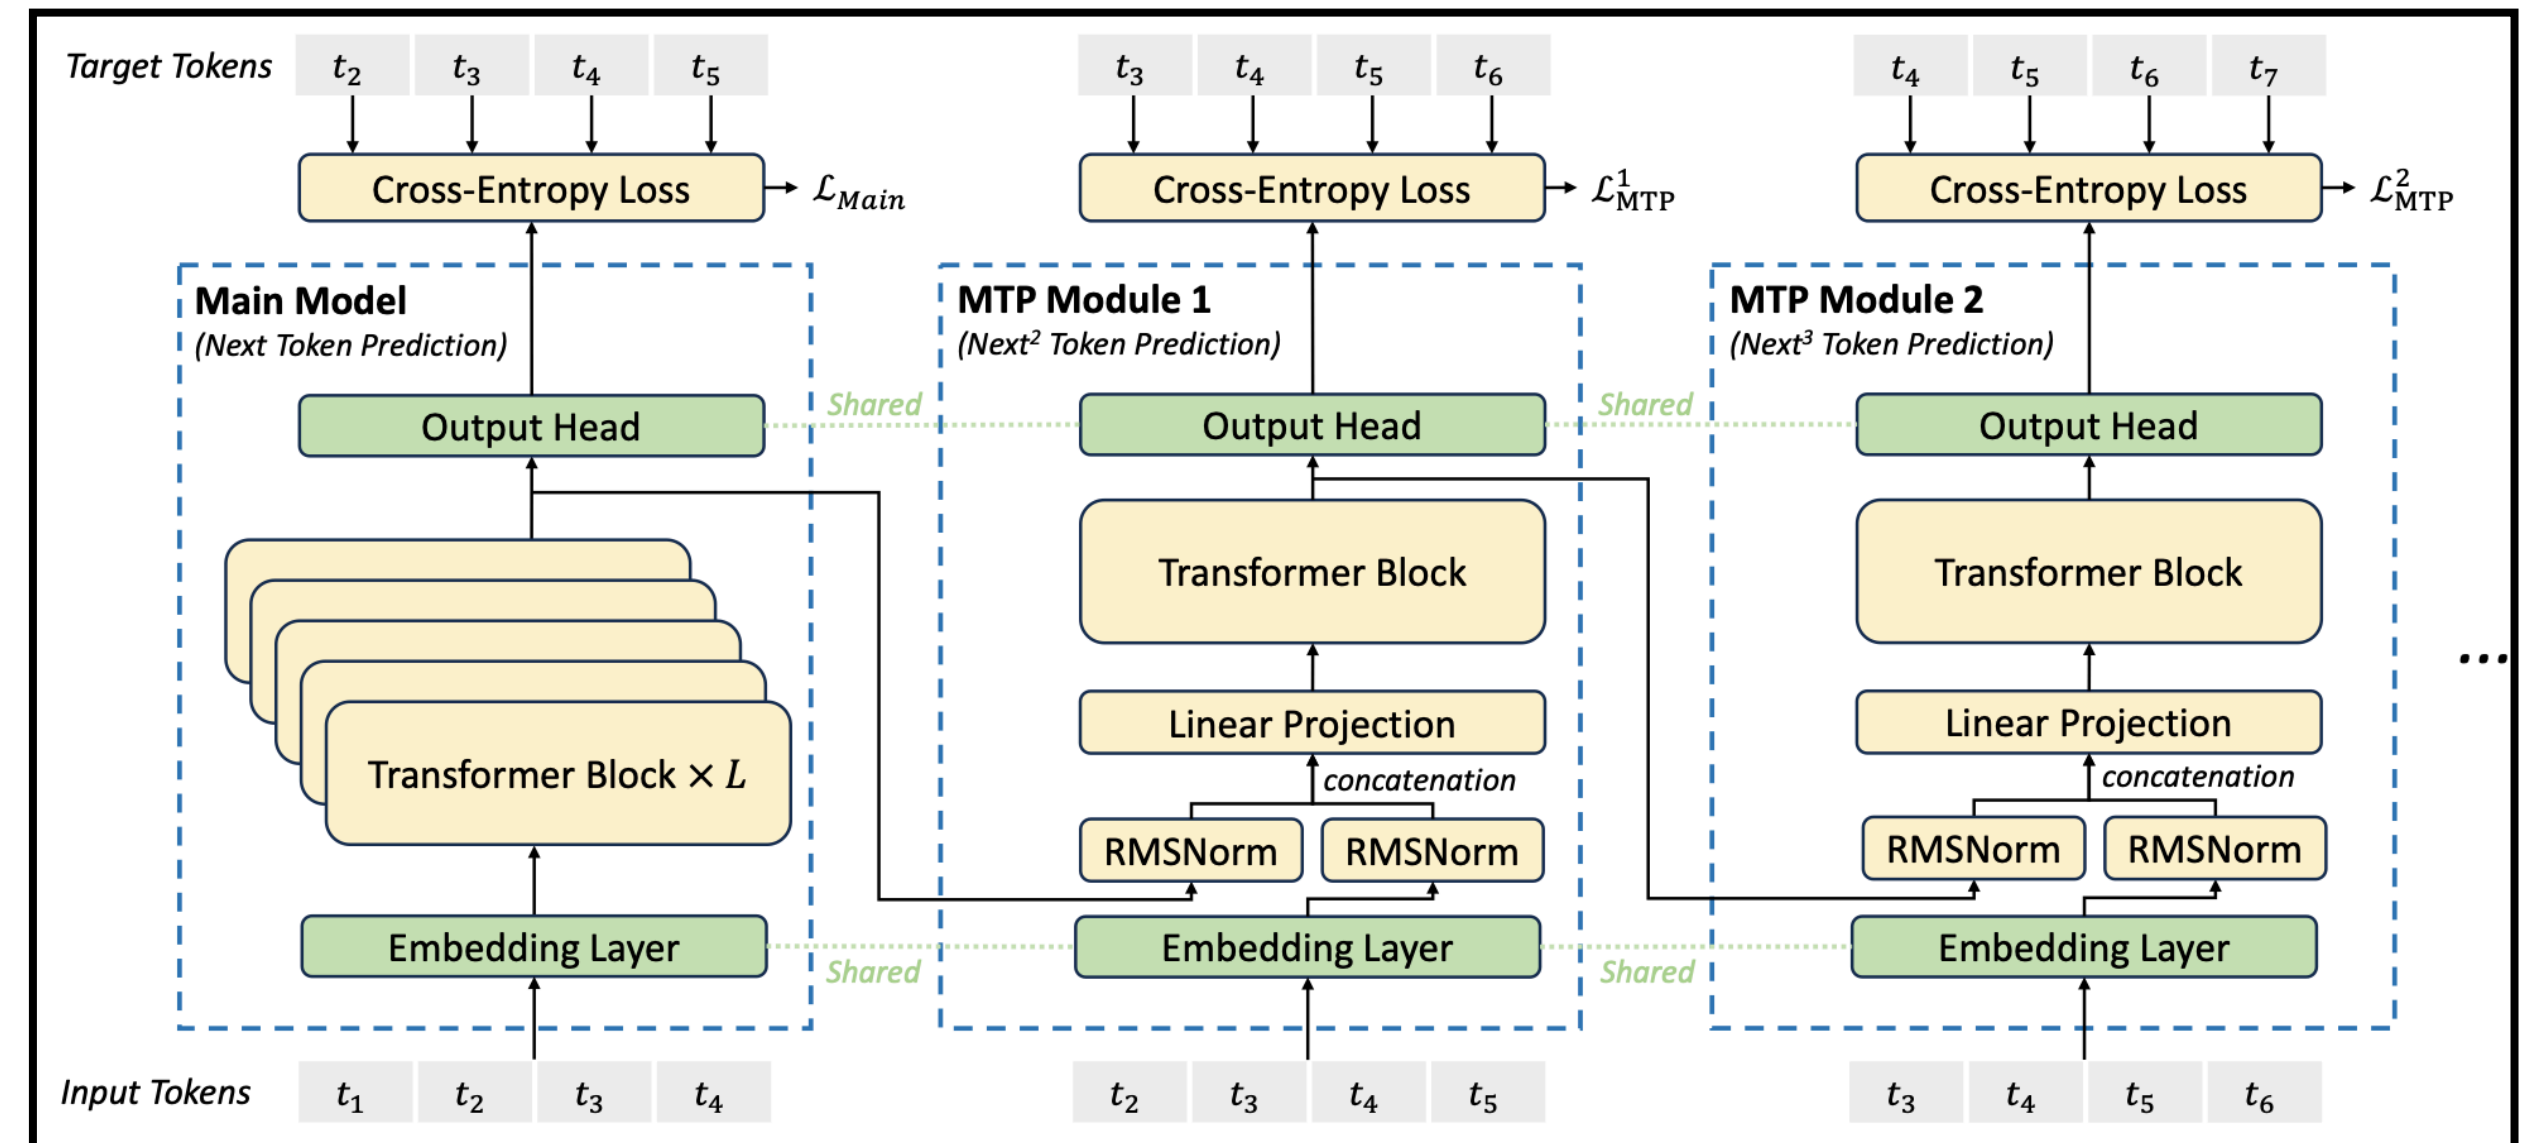 Target Tokens t₂ t₃ t₄ t₅ t₃ t₄ t₅ t₆ t₄ t₅ t₆ t₇
Cross-Entropy Loss ℒ_Main Cross-Entropy Loss ℒ¹_MTP Cross-Entropy Loss ℒ²_MTP
Main Model MTP Module 1 MTP Module 2
(Next Token Prediction) (Next² Token Prediction) (Next³ Token Prediction)
Shared Shared
Output Head Output Head Output Head
Transformer Block Transformer Block
...
Linear Projection Linear Projection
Transformer Block × L concatenation concatenation
RMSNorm RMSNorm RMSNorm RMSNorm
Embedding Layer Embedding Layer Embedding Layer
Shared Shared
Input Tokens t₁ t₂ t₃ t₄ t₂ t₃ t₄ t₅ t₃ t₄ t₅ t₆